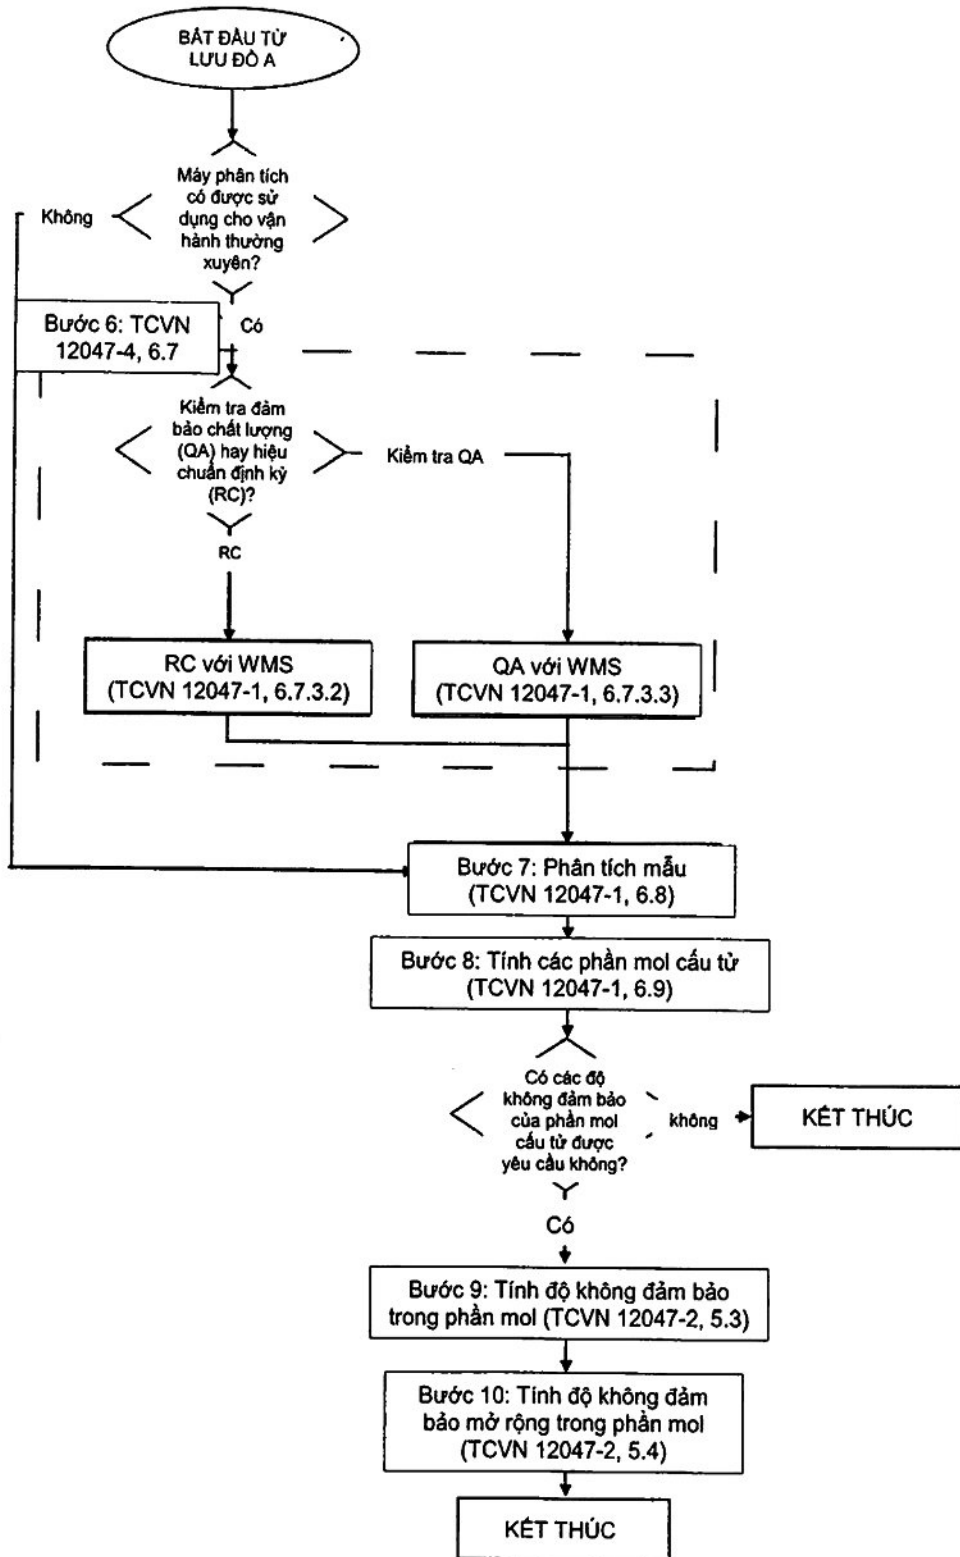 BẮT ĐẦU TỪ
LƯU ĐỒ A
Máy phân tích
có được sử
dụng cho vận
hành thường
xuyên?
Không
Có
Bước 6: TCVN
12047-4, 6.7
Kiểm tra đảm
bảo chất lượng
(QA) hay hiệu
chuẩn định kỳ
(RC)?
Kiểm tra QA
RC
RC với WMS
(TCVN 12047-1, 6.7.3.2)
QA với WMS
(TCVN 12047-1, 6.7.3.3)
Bước 7: Phân tích mẫu
(TCVN 12047-1, 6.8)
Bước 8: Tính các phần mol cấu tử
(TCVN 12047-1, 6.9)
Có các độ
không đảm bảo
của phần mol
cấu tử được
yêu cầu không?
không
KẾT THÚC
Có
Bước 9: Tính độ không đảm bảo
trong phần mol (TCVN 12047-2, 5.3)
Bước 10: Tính độ không đảm
bảo mở rộng trong phần mol
(TCVN 12047-2, 5.4)
KẾT THÚC